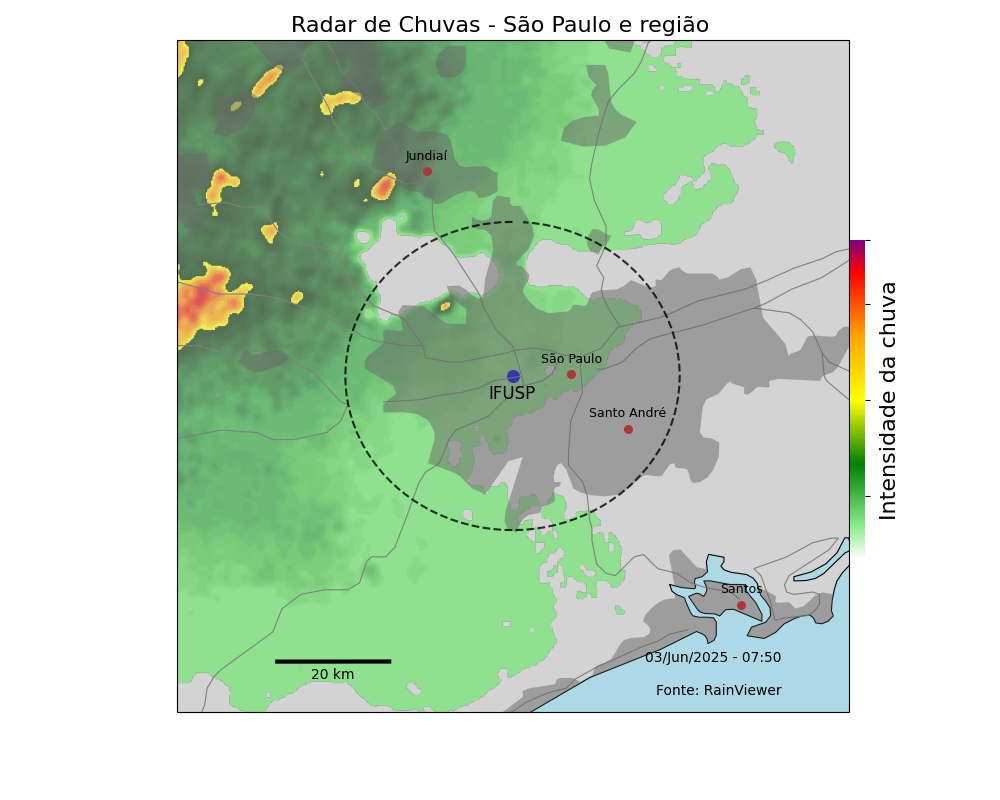 Radar de Chuvas - São Paulo e região
Jundiaí
São Paulo
IFUSP
Santo André
Intensidade da chuva
Santos
03/Jun/2025 - 07:50
20 km
Fonte: RainViewer